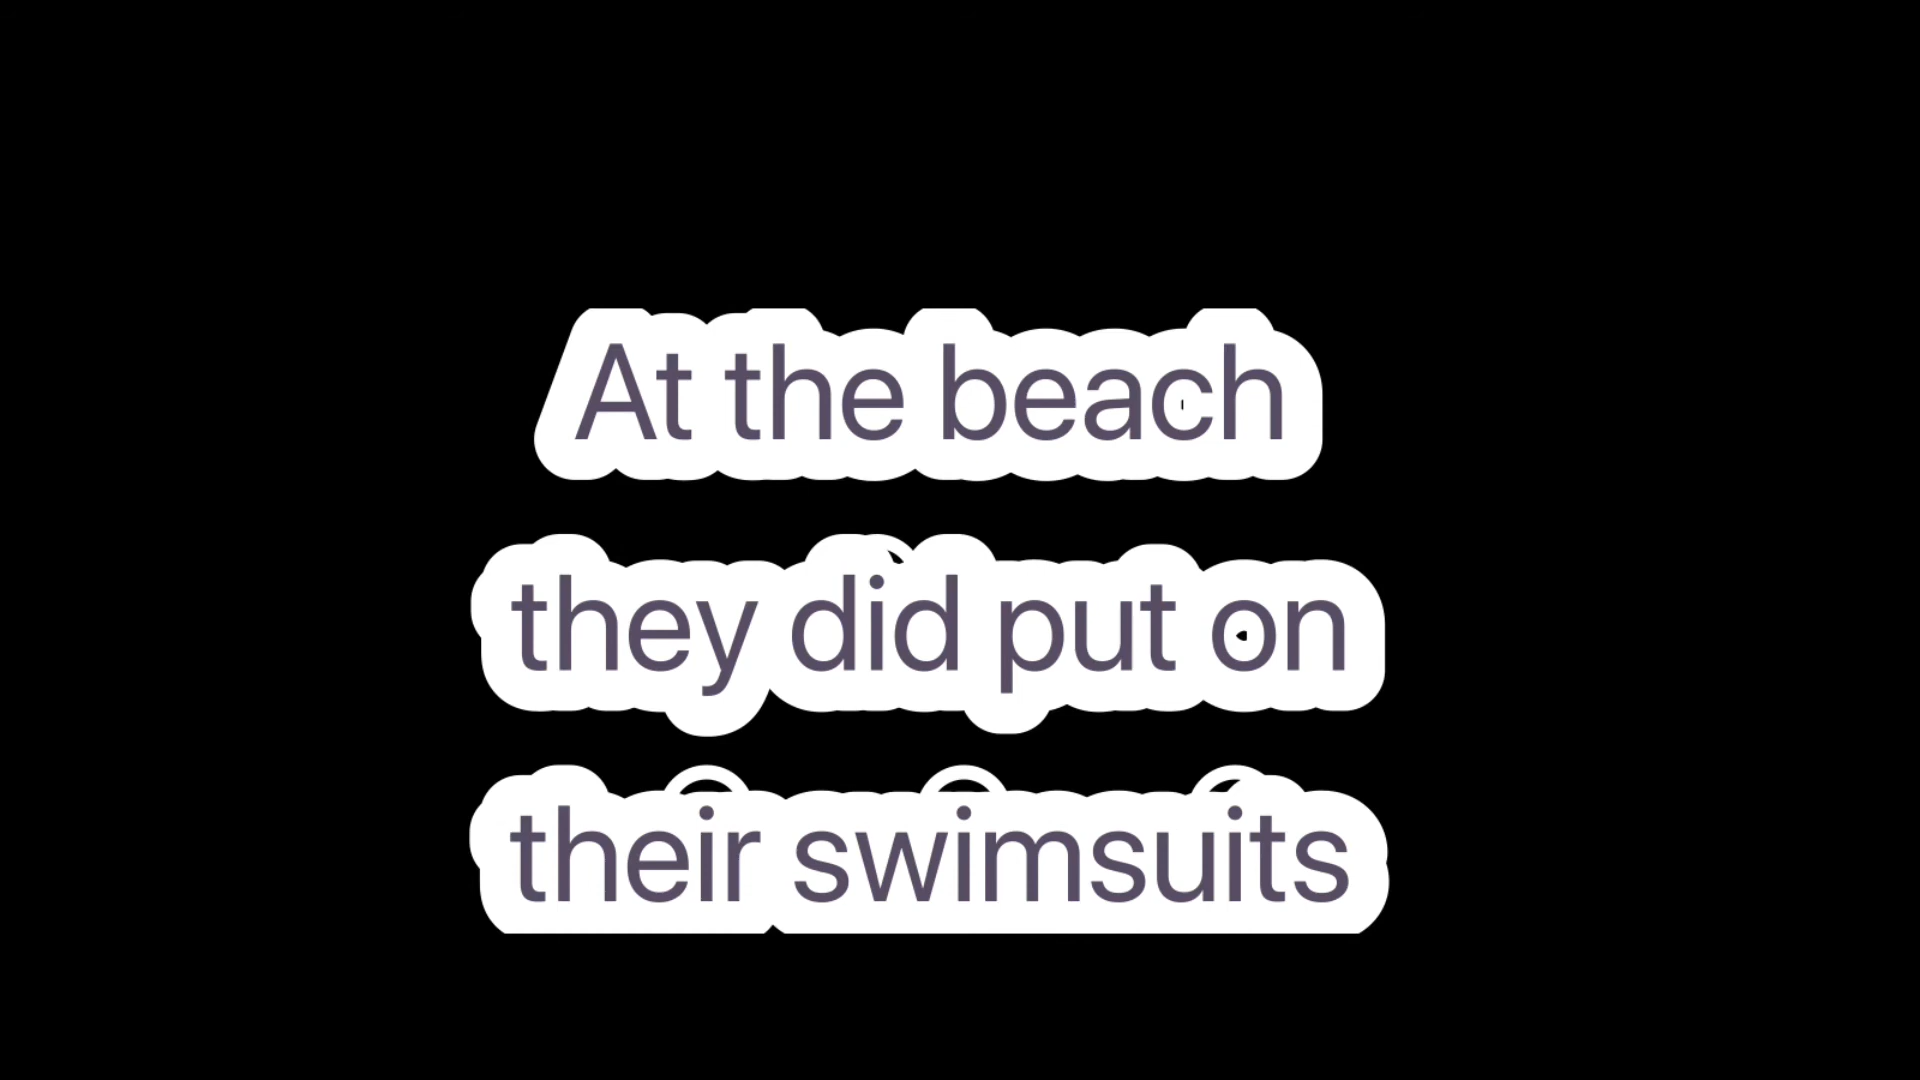 At the beach
they did put on
their swimsuits